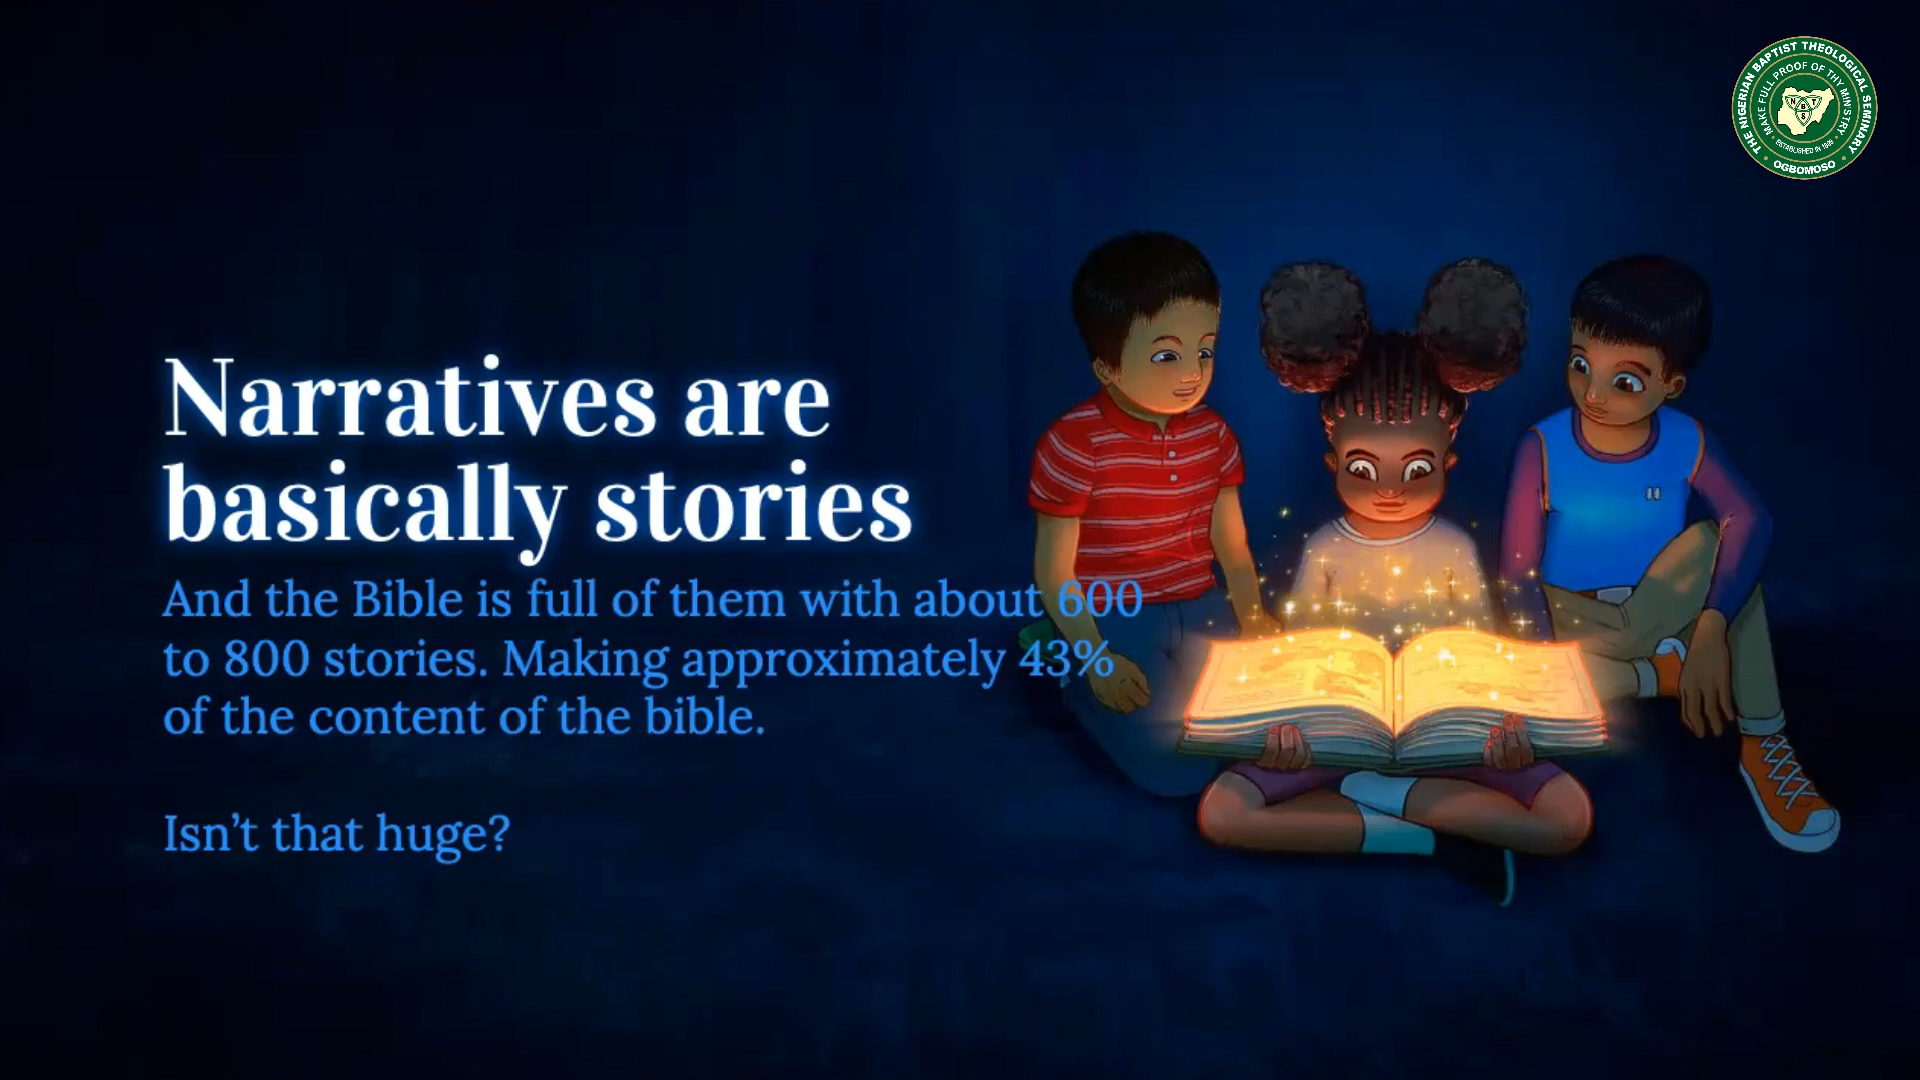 THE NIGERIAN BAPTIST THEOLOGICAL SEMINARY
MAKE FULL PROOF OF THY MINISTRY
N B T
S
OGBOMOSO
Narratives are
basically stories
And the Bible is full of them with about 600
to 800 stories. Making approximately 43%
of the content of the bible.
Isn’t that huge?